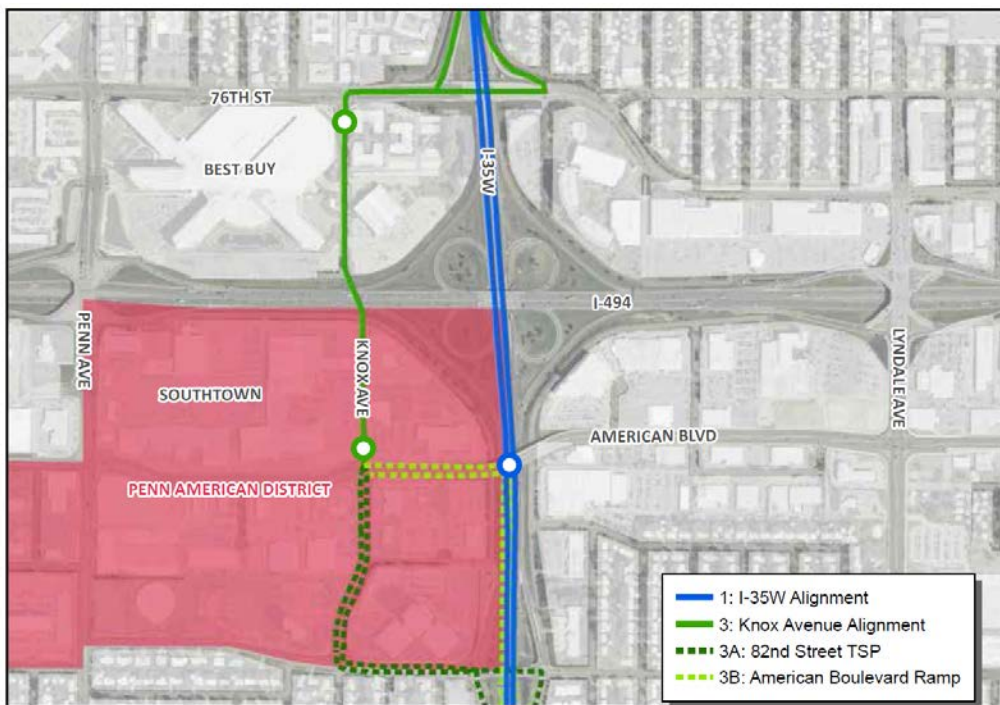 76TH ST
BEST BUY
I-35W
I-494
PENN AVE
KNOX AVE
LYNDALE AVE
SOUTHTOWN
AMERICAN BLVD
PENN AMERICAN DISTRICT
1: I-35W Alignment
3: Knox Avenue Alignment
3A: 82nd Street TSP
3B: American Boulevard Ramp